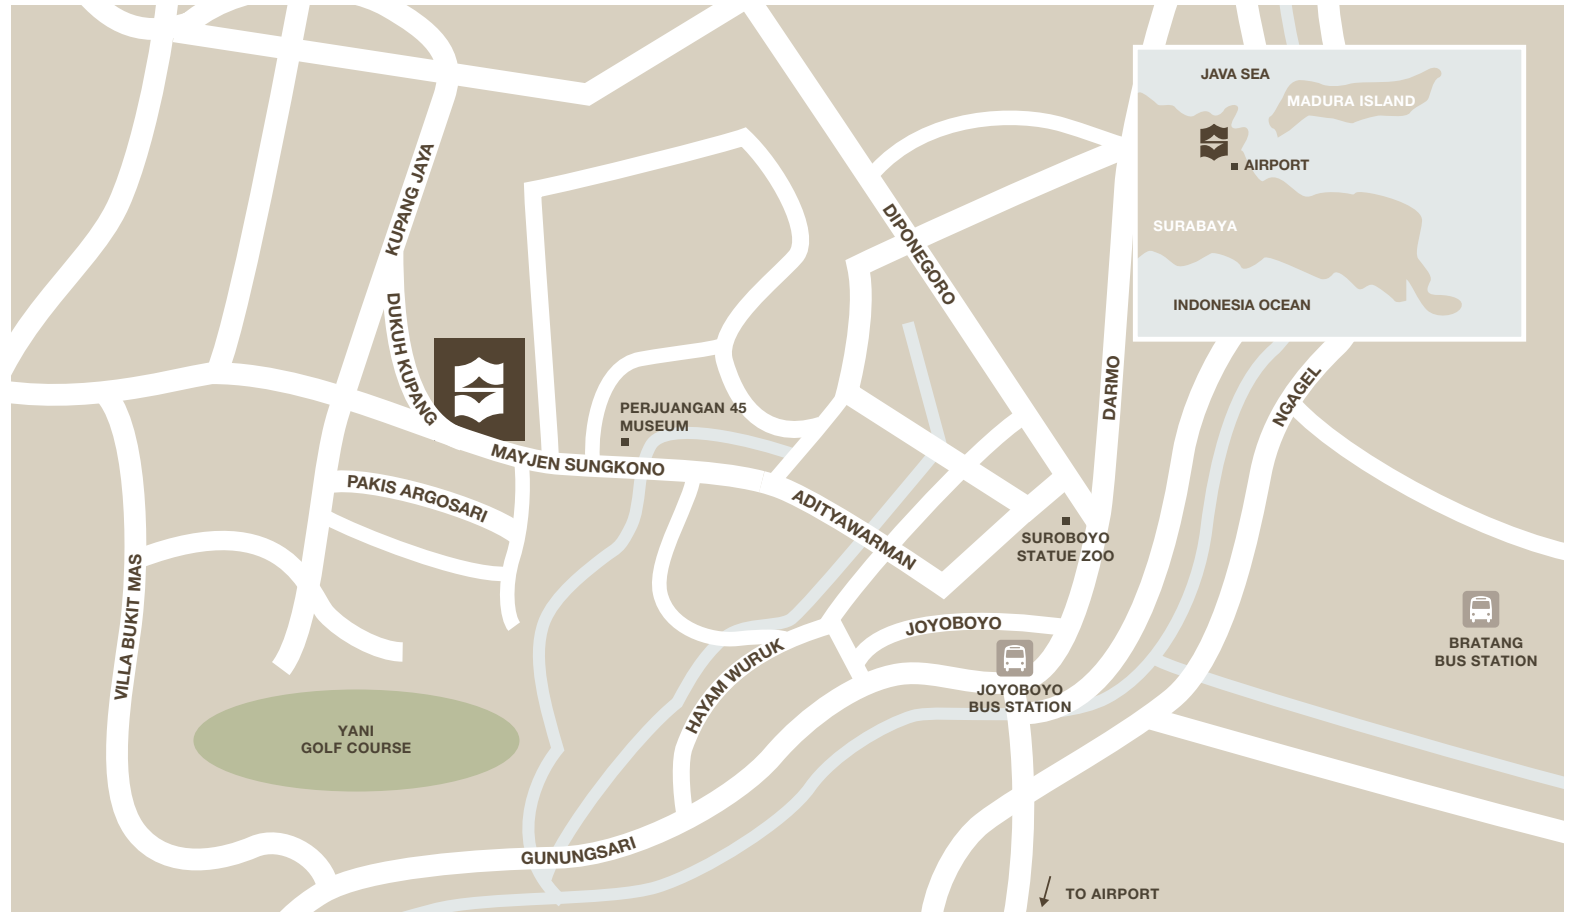 JAVA SEA
MADURA ISLAND
AIRPORT
SURABAYA
INDONESIA OCEAN
KUPANG JAYA
DIPONEGORO
DUKUH KUPANG
DARMO
NGAGEL
PERJUANGAN 45
MUSEUM
MAYJEN SUNGKONO
PAKIS ARGOSARI
ADITYAWARMAN
SUROBOYO
STATUE ZOO
VILLA BUKIT MAS
JOYOBOYO
BRATANG
BUS STATION
HAYAM WURUK
JOYOBOYO
BUS STATION
YANI
GOLF COURSE
GUNUNGSARI
TO AIRPORT